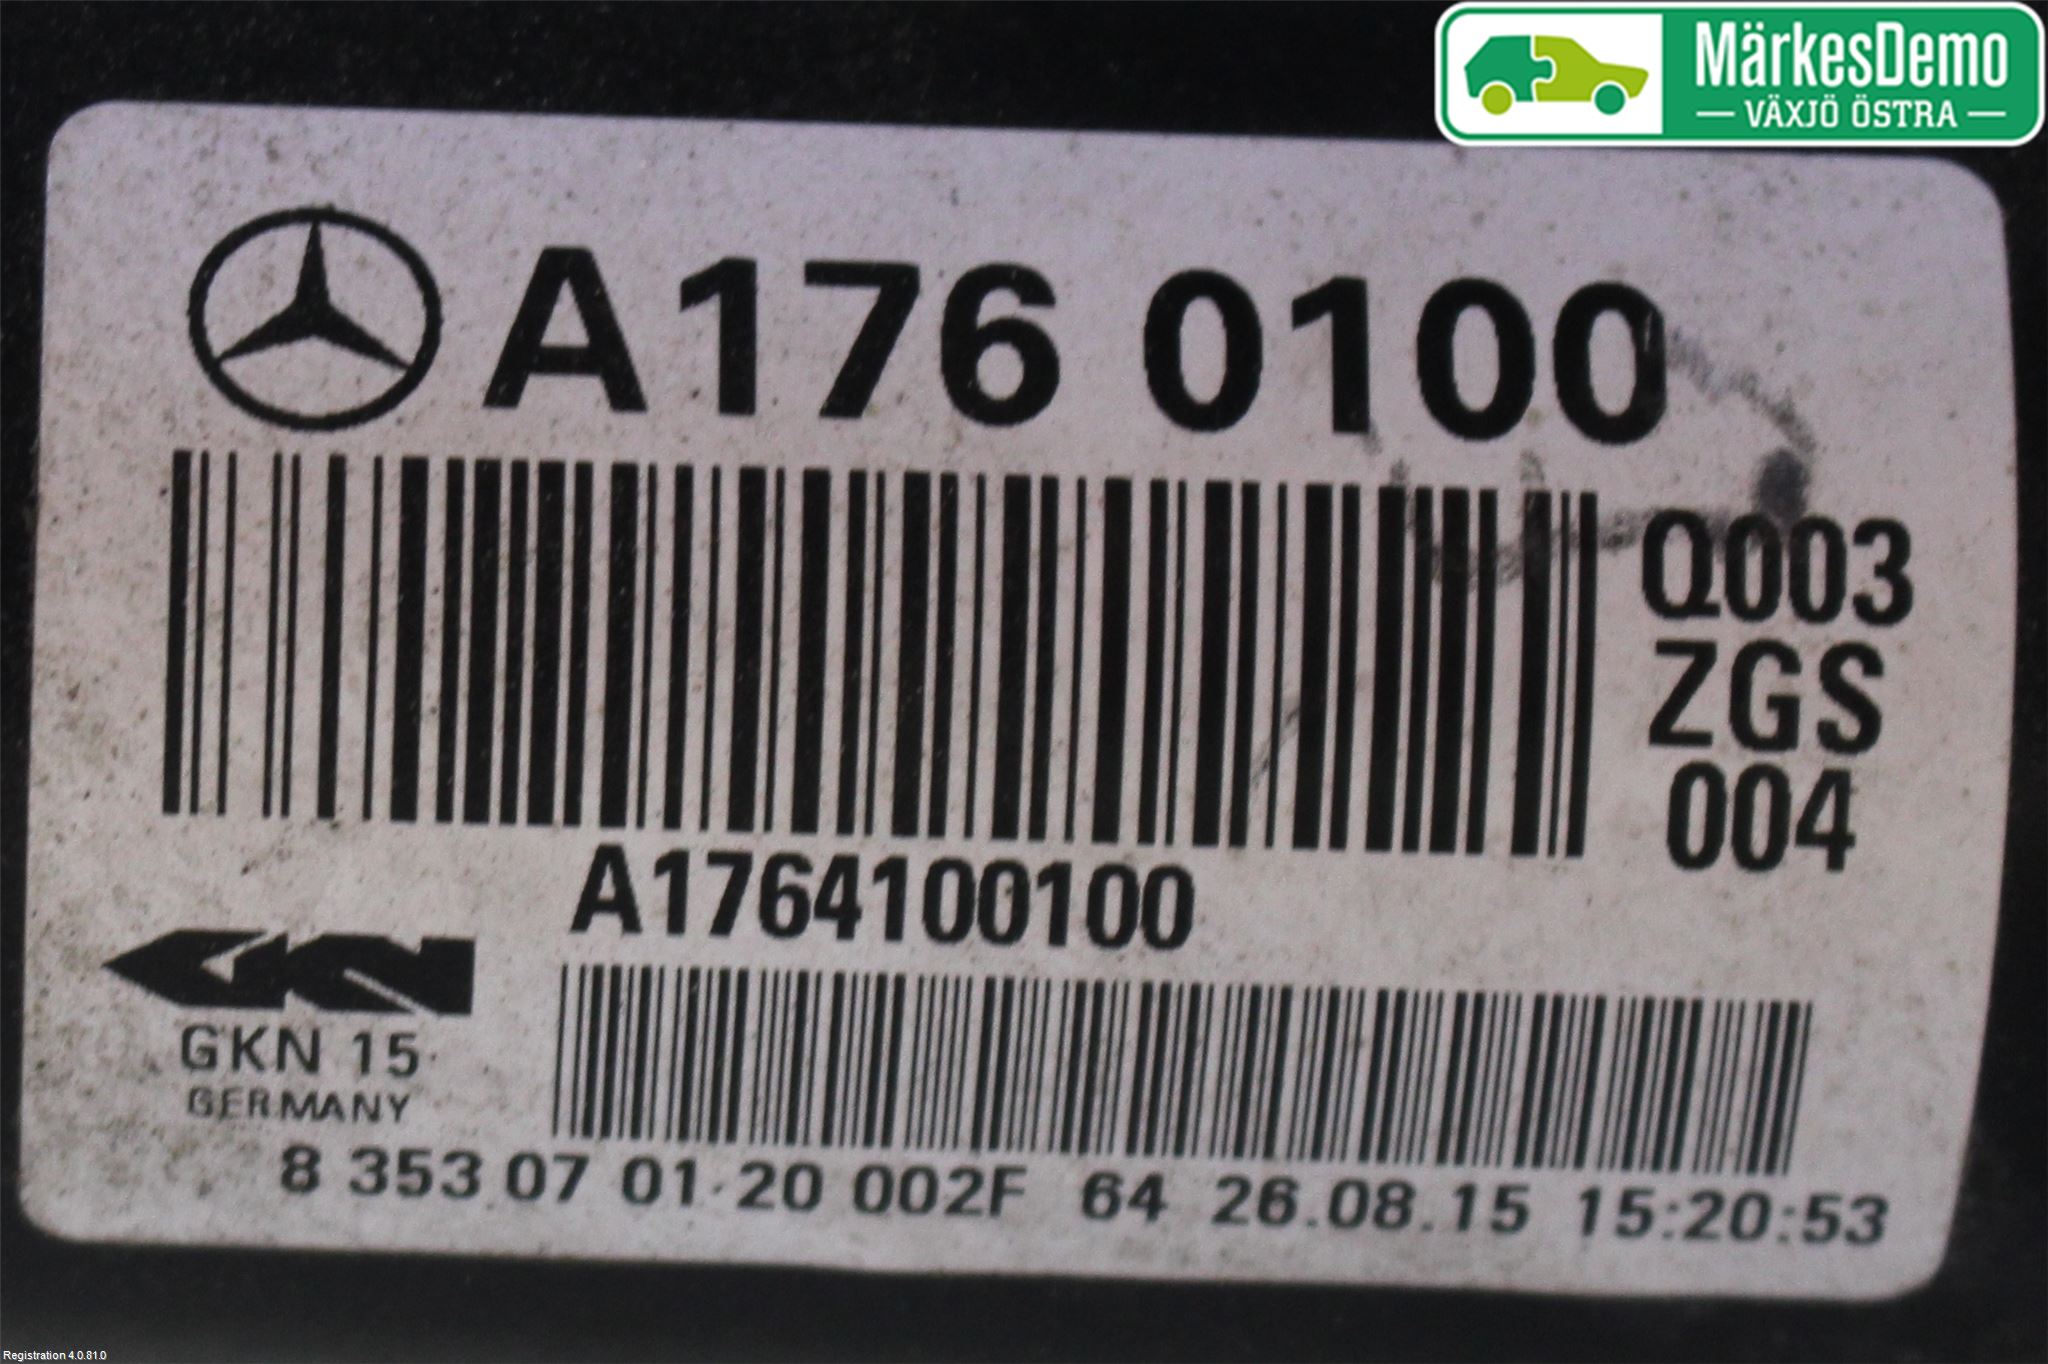 MärkesDemo
VÄXJÖ ÖSTRA
A176 0100
Q003
ZGS
004
A1764100100
GKN 15
GERMANY
8 353 07 01·20 002F 64 26.08.15 15:20:53
Registration 4.0.81.0